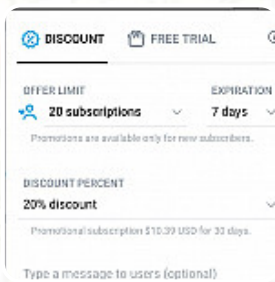 DISCOUNT FREE TRIAL
OFFER LIMIT EXPIRATION
20 subscriptions 7 days
Promotions are available only for new subscribers.
DISCOUNT PERCENT
20% discount
Promotional subscription $10.39 USD for 30 days.
Type a message to users (optional)